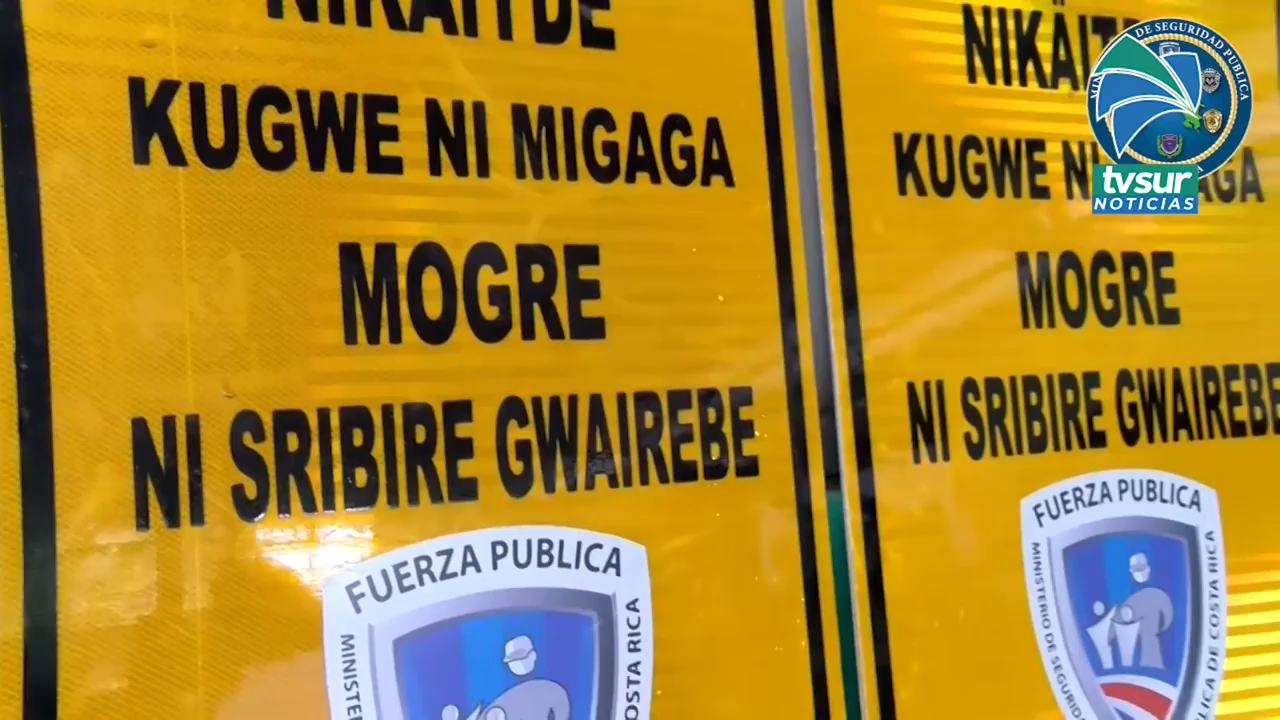 KUGWE NI MIGAGA
MOGRE
NI SRIBIRE GWAIREBE
FUERZA PUBLICA
KUGWE
MOGRE
NI SRIBIRE GWAIREBE
FUERZA PUBLICA
MINISTERIO DE
DE COSTA RICA
DE SEGURIDAD PUBLICA
tvsur
NOTICIAS